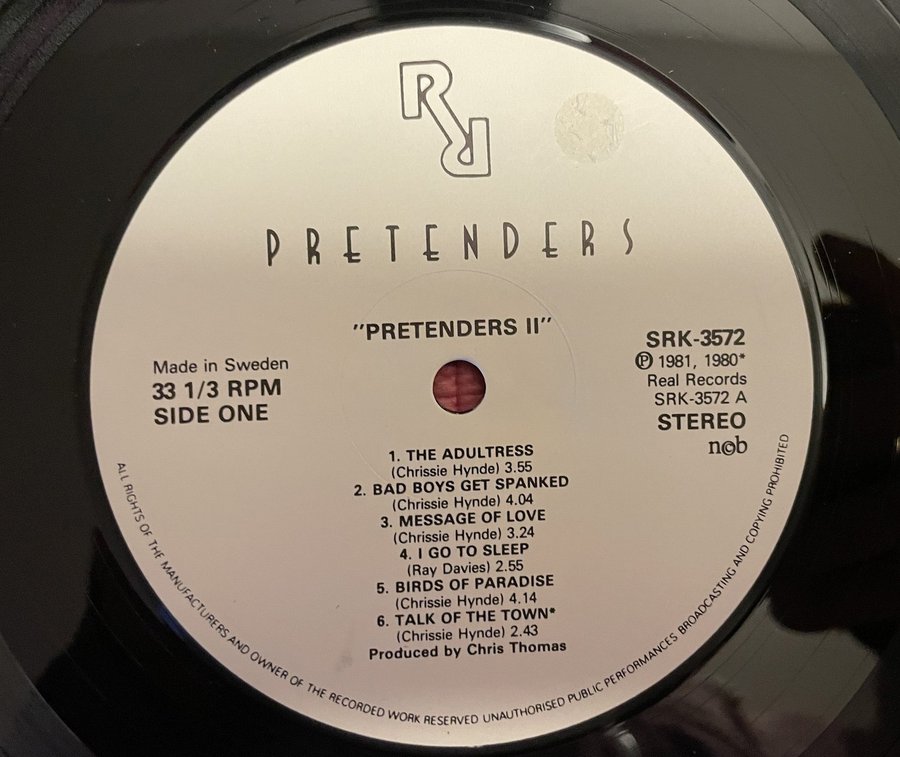 RR
PRETENDERS
"PRETENDERS II"
Made in Sweden
33 1/3 RPM
SIDE ONE
SRK-3572
℗ 1981, 1980*
Real Records
SRK-3572 A
STEREO
n©b
1. THE ADULTRESS
(Chrissie Hynde) 3.55
2. BAD BOYS GET SPANKED
(Chrissie Hynde) 4.04
3. MESSAGE OF LOVE
(Chrissie Hynde) 3.24
4. I GO TO SLEEP
(Ray Davies) 2.55
5. BIRDS OF PARADISE
(Chrissie Hynde) 4.14
6. TALK OF THE TOWN*
(Chrissie Hynde) 2.43
Produced by Chris Thomas
ALL RIGHTS OF THE MANUFACTURERS AND OWNER OF THE RECORDED WORK RESERVED UNAUTHORISED PUBLIC PERFORMANCES BROADCASTING AND COPYING PROHIBITED